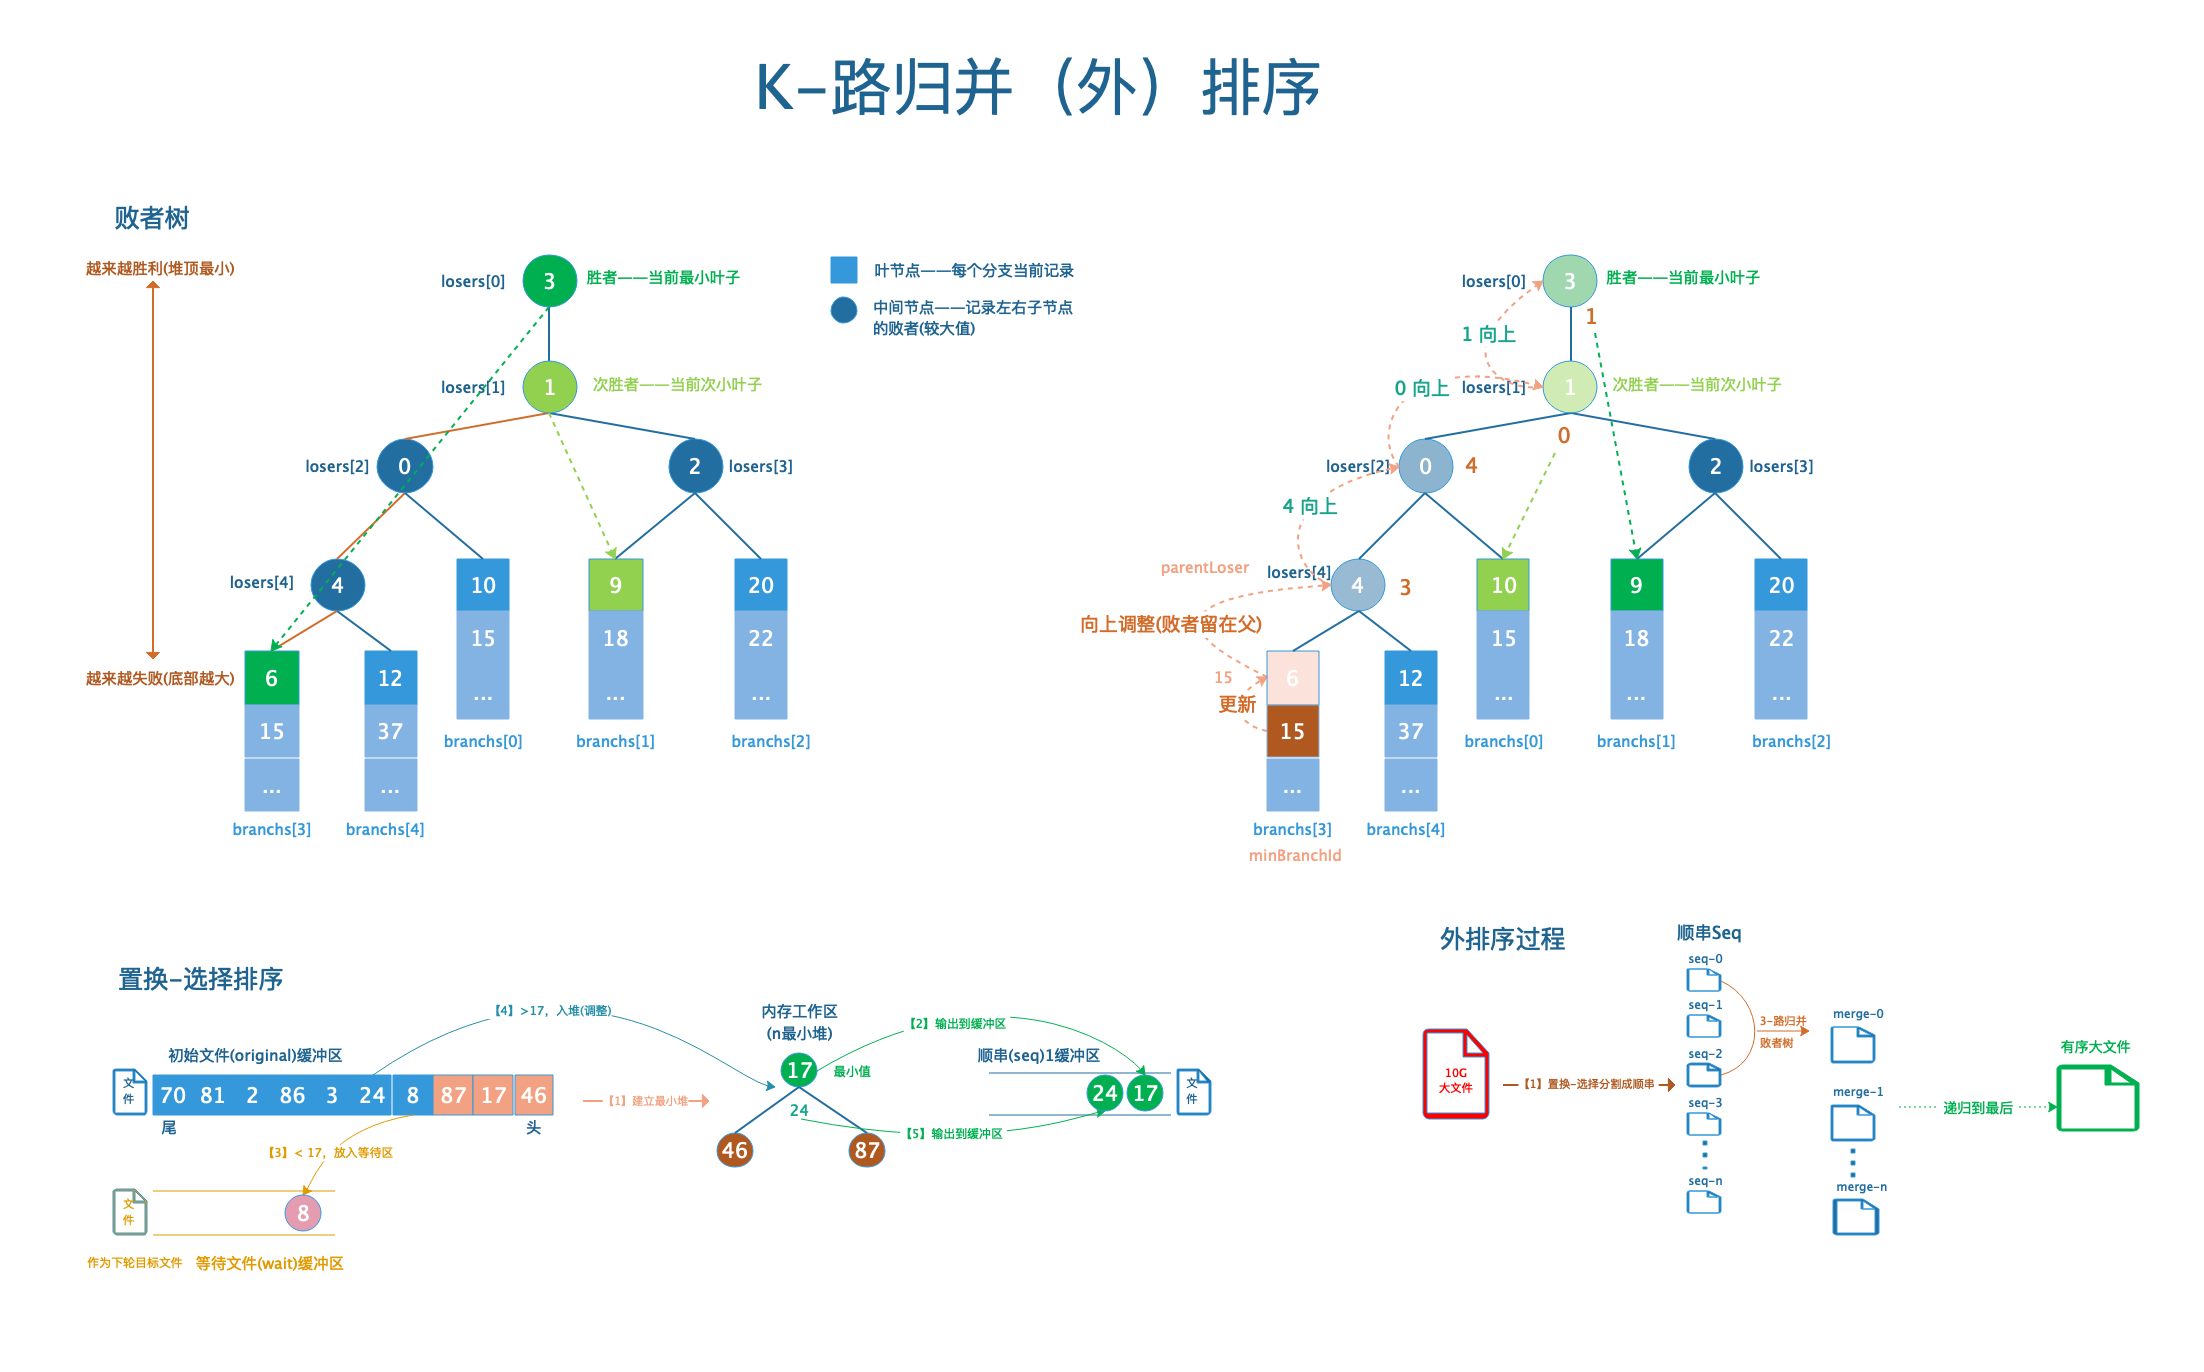 K-路归并（外）排序
败者树
越来越胜利(堆顶最小)
越来越失败(底部越大)
losers[0]
3
胜者——当前最小叶子
losers[1]
1
次胜者——当前次小叶子
losers[2]
0
2
losers[3]
losers[4]
4
10
9
20
15
18
22
...
...
...
6
12
15
37
...
...
branchs[0]
branchs[1]
branchs[2]
branchs[3]
branchs[4]
叶节点——每个分支当前记录
中间节点——记录左右子节点
的败者(较大值)
losers[0]
3
胜者——当前最小叶子
1
1 向上
losers[1]
1
次胜者——当前次小叶子
0 向上
0
losers[2]
0
4
2
losers[3]
4 向上
parentLoser
losers[4]
4
3
向上调整(败者留在父)
10
9
20
15
18
22
...
...
...
15
更新
6
12
15
37
...
...
branchs[0]
branchs[1]
branchs[2]
branchs[3]
branchs[4]
minBranchId
置换-选择排序
初始文件(original)缓冲区
文
件
70 81 2 86 3 24 8 87 17 46
尾
头
【4】>17，入堆(调整)
【1】建立最小堆
【3】< 17，放入等待区
文
件
8
作为下轮目标文件
等待文件(wait)缓冲区
内存工作区
(n最小堆)
17
最小值
24
46
87
【2】输出到缓冲区
【5】输出到缓冲区
顺串(seq)1缓冲区
24 17
文
件
外排序过程
10G
大文件
【1】置换-选择分割成顺串
顺串Seq
seq-0
seq-1
seq-2
seq-3
seq-n
3-路归并
败者树
merge-0
merge-1
merge-n
递归到最后
有序大文件